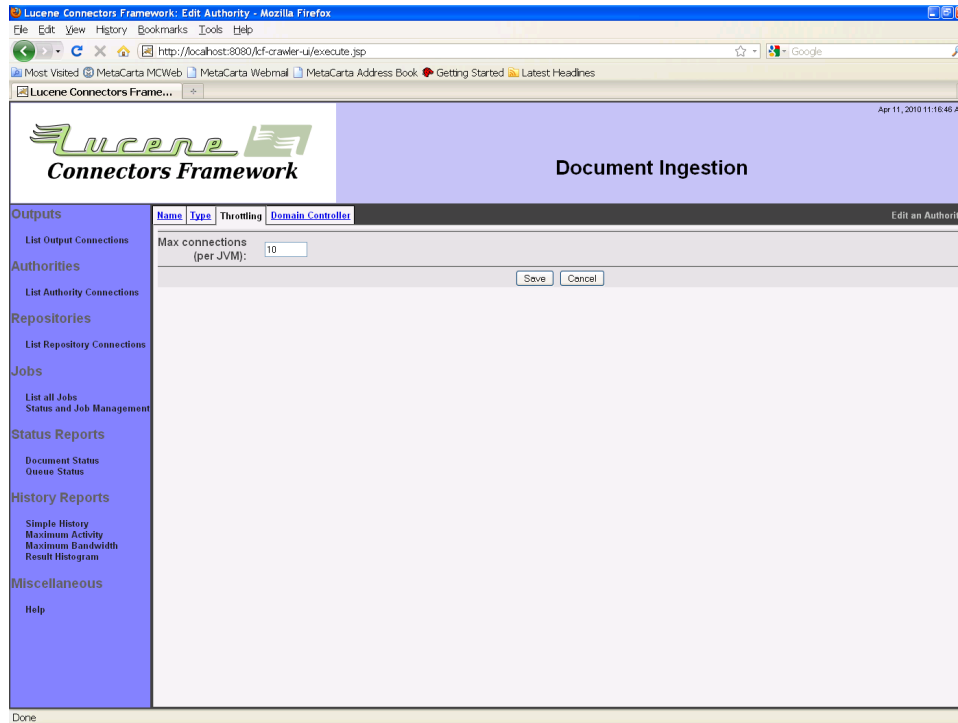 Lucene Connectors Framework: Edit Authority - Mozilla Firefox
File Edit View History Bookmarks Tools Help
http://localhost:8080/lcf-crawler-ui/execute.jsp
Google
Most Visited MetaCarta MCWeb MetaCarta Webmail MetaCarta Address Book Getting Started Latest Headlines
Lucene Connectors Frame...
Apr 11, 2010 11:16:46 A
Lucene
Connectors Framework
Document Ingestion
Name Type Throttling Domain Controller
Edit an Authorit
Max connections
(per JVM):
10
Save Cancel
Outputs
List Output Connections
Authorities
List Authority Connections
Repositories
List Repository Connections
Jobs
List all Jobs
Status and Job Management
Status Reports
Document Status
Queue Status
History Reports
Simple History
Maximum Activity
Maximum Bandwidth
Result Histogram
Miscellaneous
Help
Done